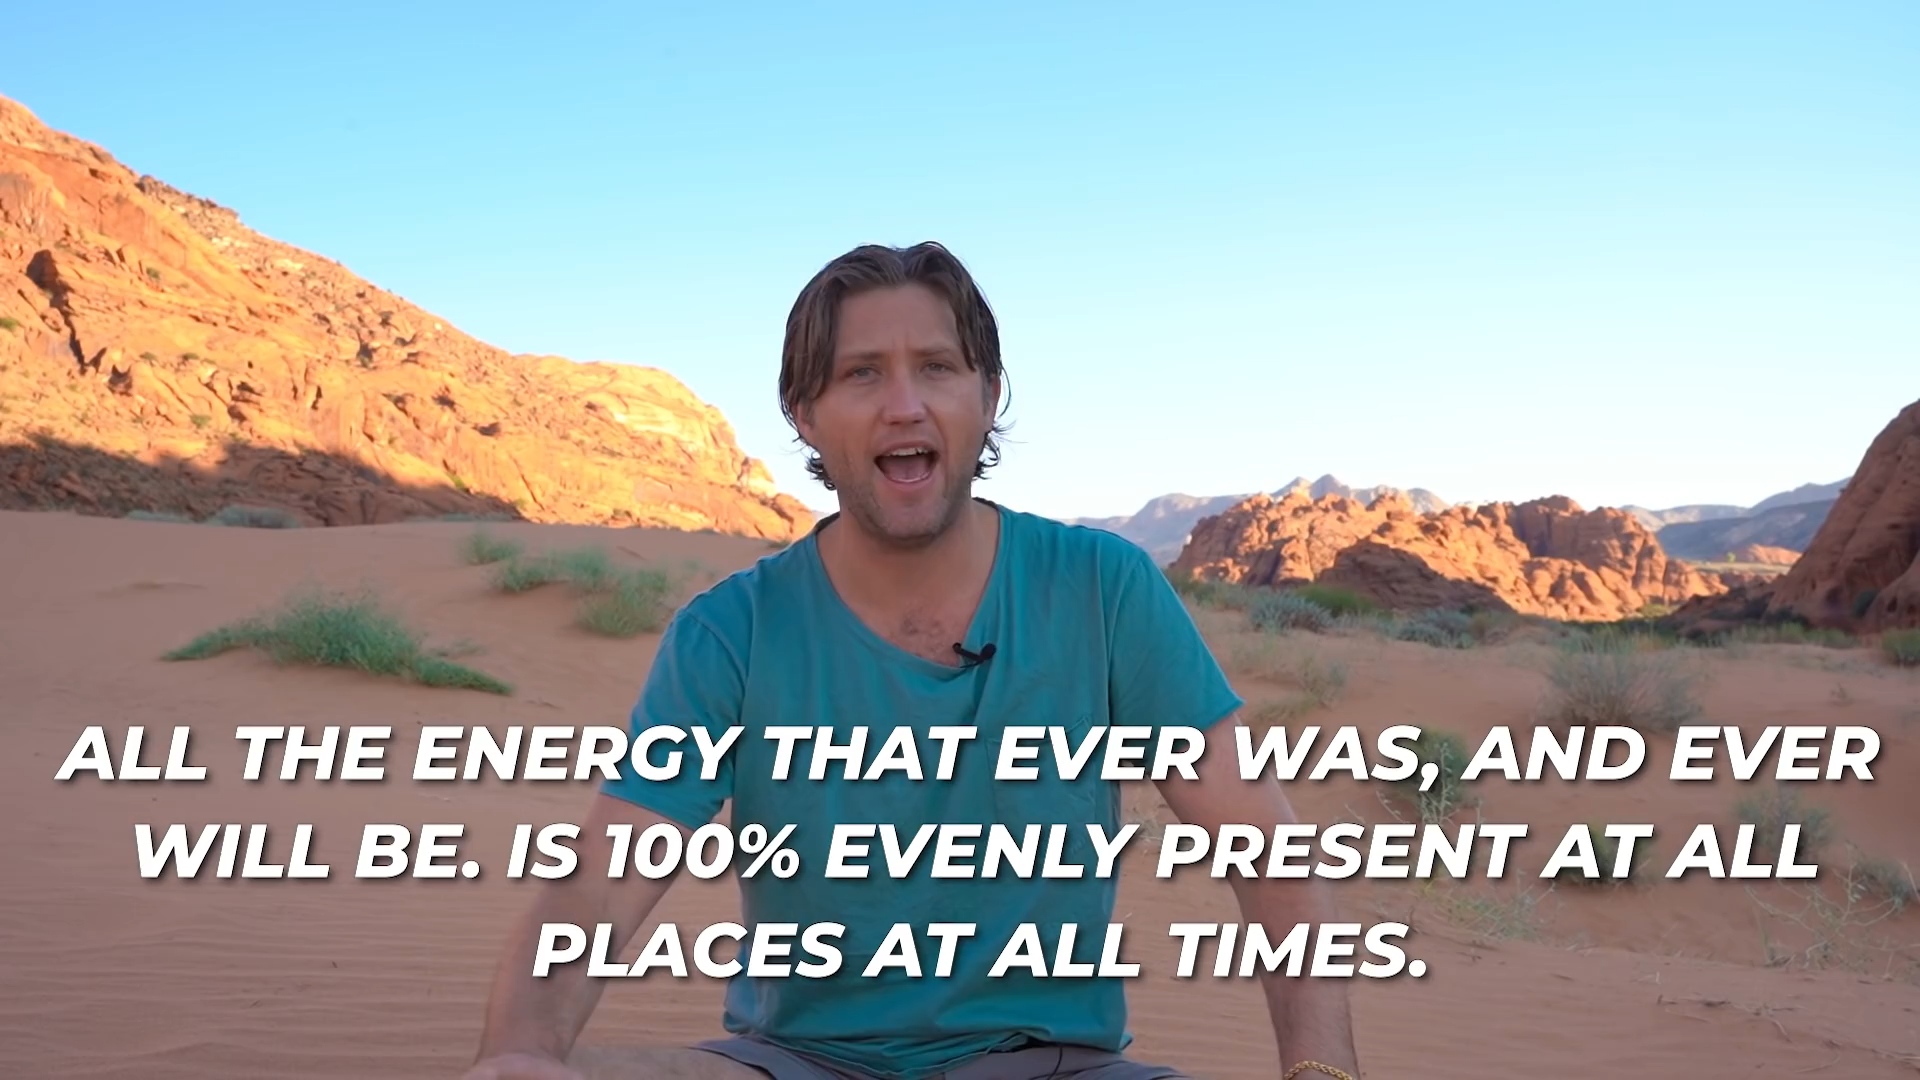 ALL THE ENERGY THAT EVER WAS, AND EVER
WILL BE. IS 100% EVENLY PRESENT AT ALL
PLACES AT ALL TIMES.